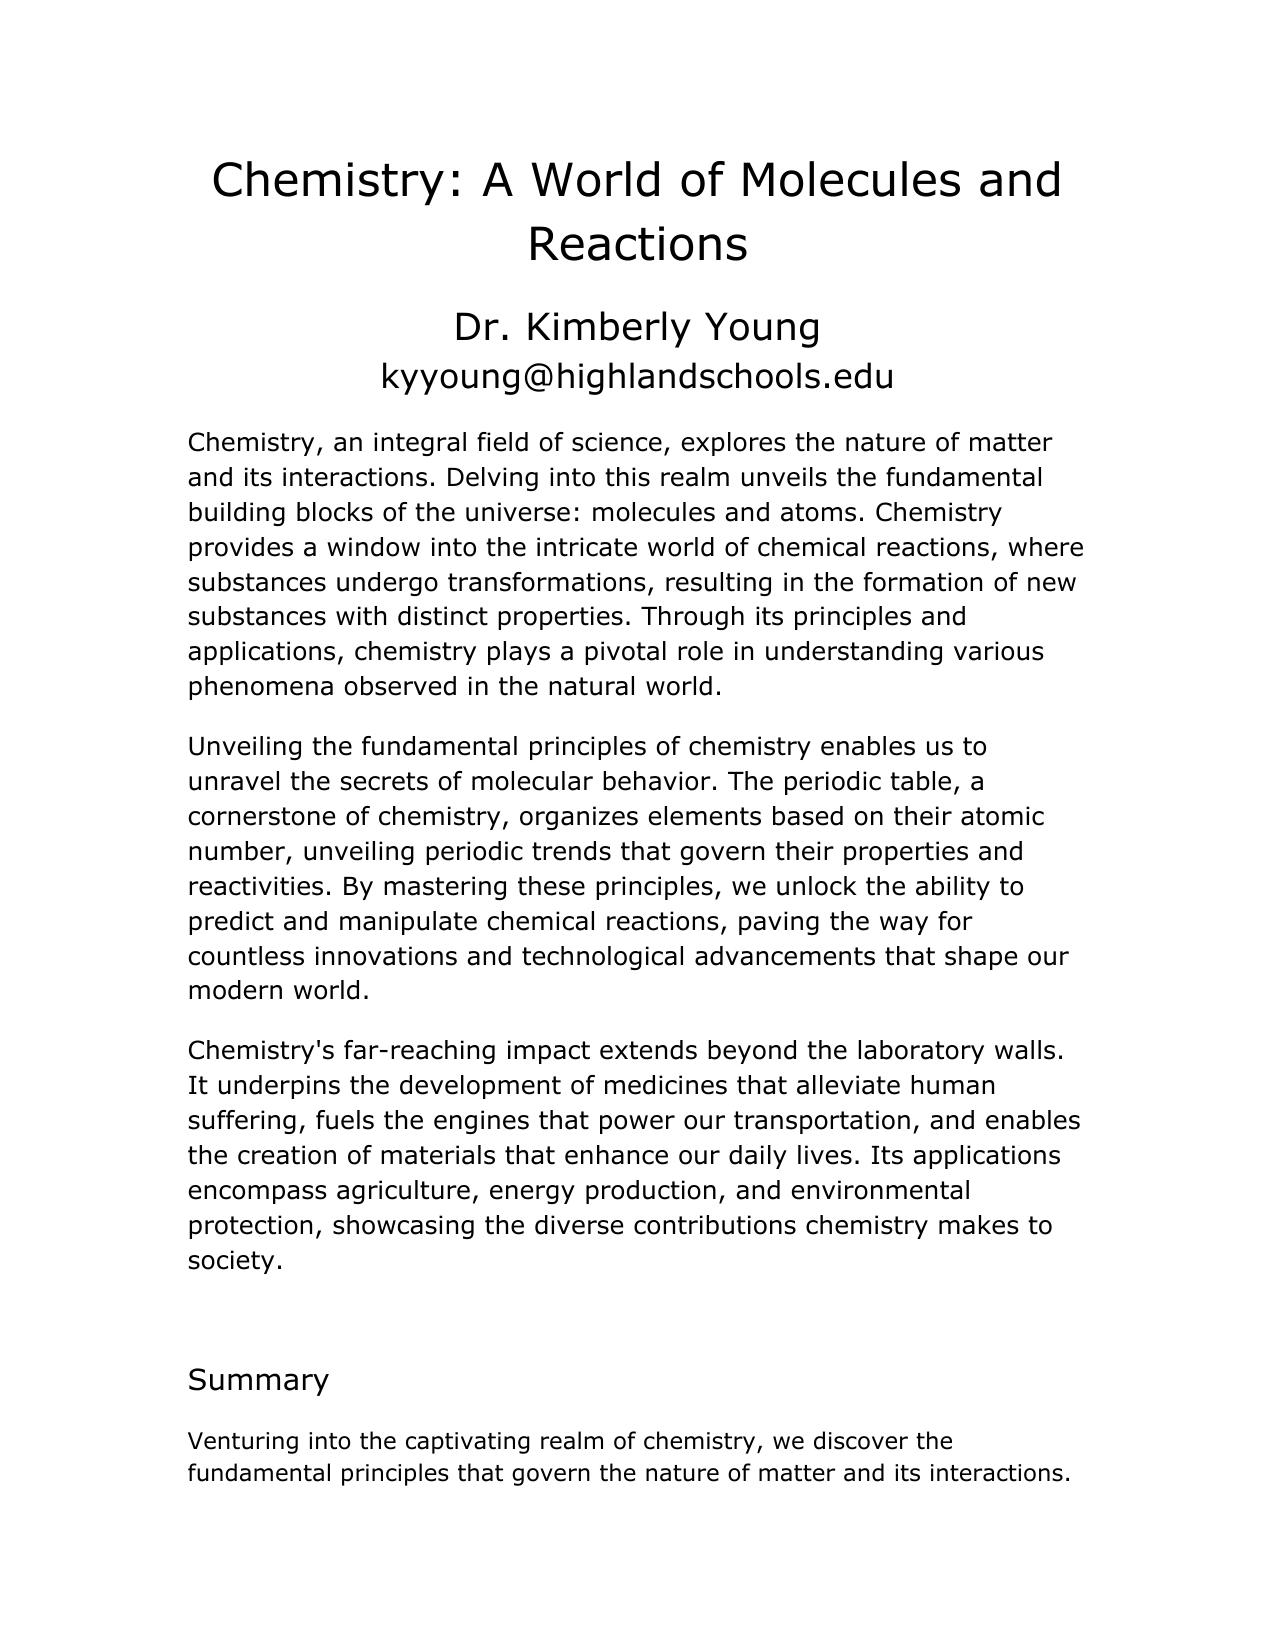 Chemistry: A World of Molecules and
Reactions
Dr. Kimberly Young
kyyoung@highlandschools.edu
Chemistry, an integral field of science, explores the nature of matter
and its interactions. Delving into this realm unveils the fundamental
building blocks of the universe: molecules and atoms. Chemistry
provides a window into the intricate world of chemical reactions, where
substances undergo transformations, resulting in the formation of new
substances with distinct properties. Through its principles and
applications, chemistry plays a pivotal role in understanding various
phenomena observed in the natural world.
Unveiling the fundamental principles of chemistry enables us to
unravel the secrets of molecular behavior. The periodic table, a
cornerstone of chemistry, organizes elements based on their atomic
number, unveiling periodic trends that govern their properties and
reactivities. By mastering these principles, we unlock the ability to
predict and manipulate chemical reactions, paving the way for
countless innovations and technological advancements that shape our
modern world.
Chemistry's far-reaching impact extends beyond the laboratory walls.
It underpins the development of medicines that alleviate human
suffering, fuels the engines that power our transportation, and enables
the creation of materials that enhance our daily lives. Its applications
encompass agriculture, energy production, and environmental
protection, showcasing the diverse contributions chemistry makes to
society.
Summary
Venturing into the captivating realm of chemistry, we discover the
fundamental principles that govern the nature of matter and its interactions.